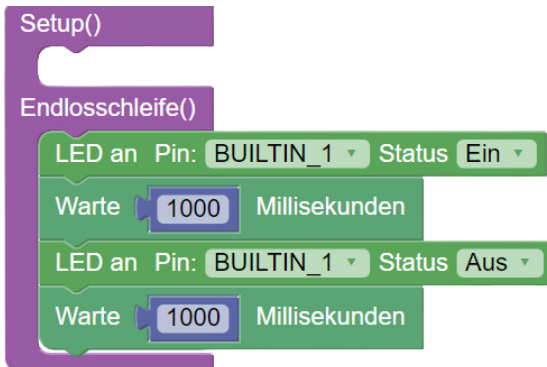 Setup()
Endlosschleife()
LED an Pin: BUILTIN_1 Status Ein
Warte 1000 Millisekunden
LED an Pin: BUILTIN_1 Status Aus
Warte 1000 Millisekunden